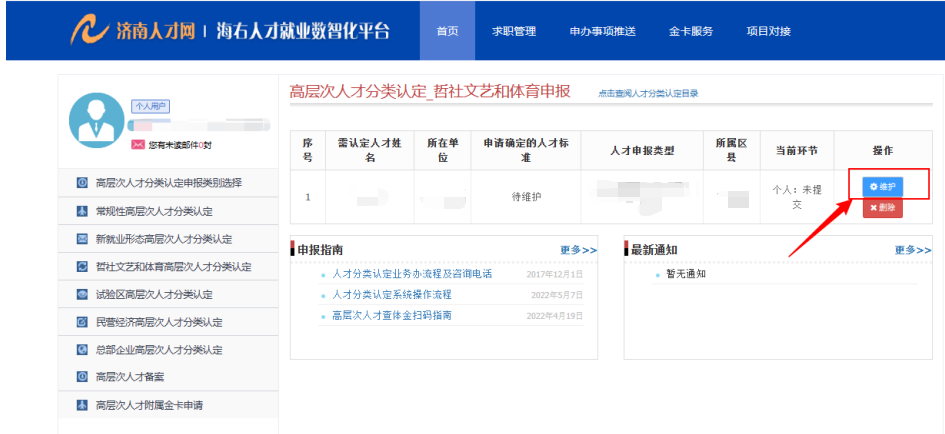 济南人才网 | 海右人才就业数智化平台
首页 求职管理 申办事项推送 金卡服务 项目对接
个人用户
您有未读邮件0封
高层次人才分类认定申报类别选择
常规性高层次人才分类认定
新就业形态高层次人才分类认定
哲社文艺和体育高层次人才分类认定
试验区高层次人才分类认定
民营经济高层次人才分类认定
总部企业高层次人才分类认定
高层次人才备案
高层次人才附属金卡申请
高层次人才分类认定_哲社文艺和体育申报 点击查阅人才分类认定目录
序号 需认定人才姓名 所在单位 申请确定的人才标准 人才申报类型 所属区县 当前环节 操作
1 待维护 个人：未提交 维护
删除
申报指南 更多>>
人才分类认定业务办流程及咨询电话 2017年12月1日
人才分类认定系统操作流程 2022年5月7日
高层次人才查体金扫码指南 2022年4月19日
最新通知 更多>>
暂无通知